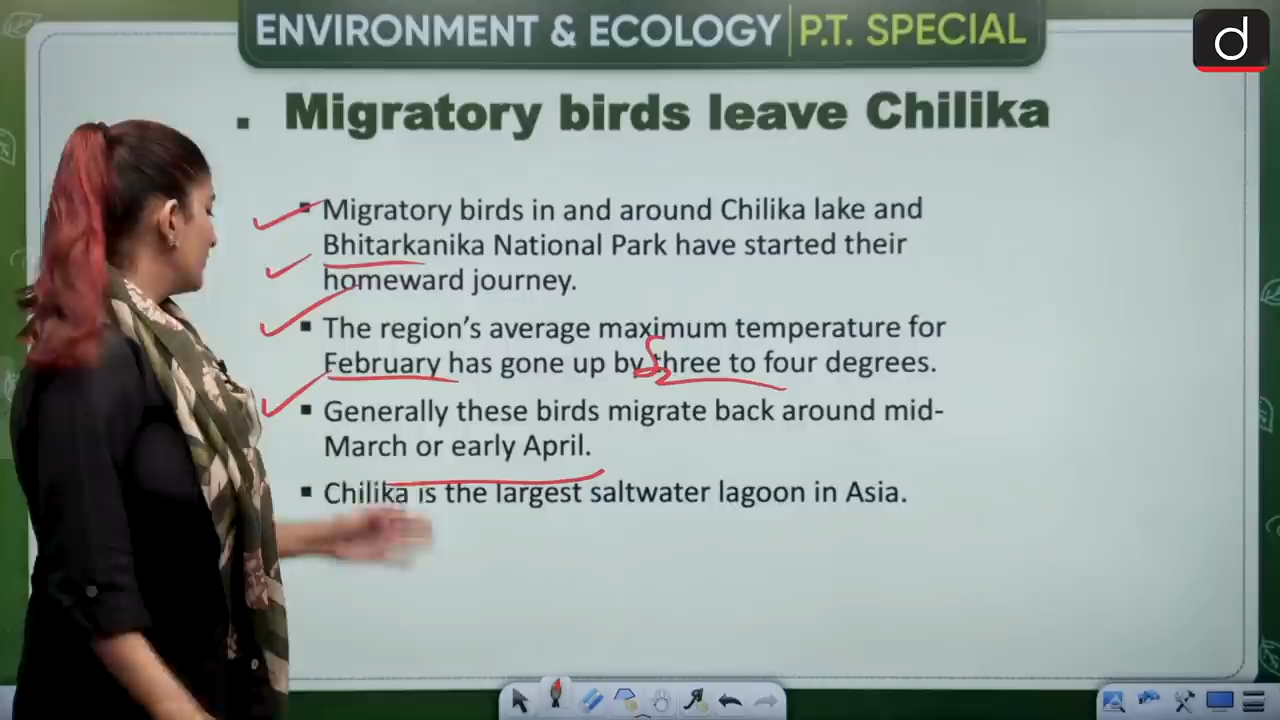 ENVIRONMENT & ECOLOGY | P.T. SPECIAL
d
▪ Migratory birds leave Chilika
▪ Migratory birds in and around Chilika lake and
Bhitarkanika National Park have started their
homeward journey.
▪ The region's average maximum temperature for
February has gone up by three to four degrees.
▪ Generally these birds migrate back around mid-
March or early April.
▪ Chilika is the largest saltwater lagoon in Asia.